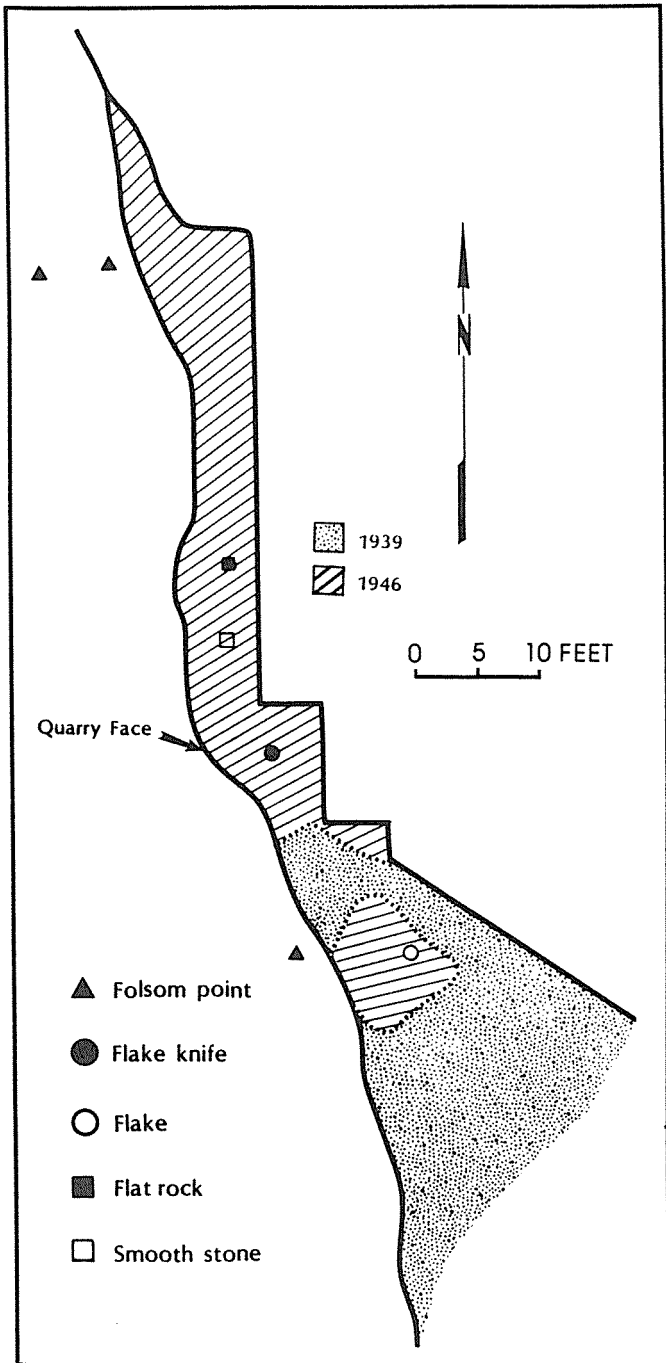 N
1939
1946
0 5 10 FEET
Quarry Face
Folsom point
Flake knife
Flake
Flat rock
Smooth stone